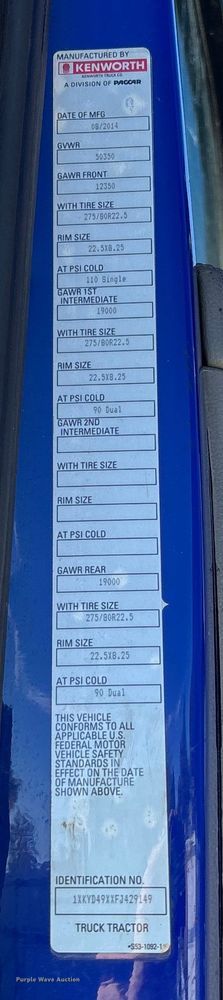 MANUFACTURED BY
KENWORTH
KENWORTH TRUCK CO.
A DIVISION OF PACCAR
DATE OF MFG
08/2014
GVWR
50350
GAWR FRONT
12350
WITH TIRE SIZE
275/80R22.5
RIM SIZE
22.5X8.25
AT PSI COLD
110 Single
GAWR 1ST
INTERMEDIATE
19000
WITH TIRE SIZE
275/80R22.5
RIM SIZE
22.5X8.25
AT PSI COLD
90 Dual
GAWR 2ND
INTERMEDIATE
WITH TIRE SIZE
RIM SIZE
AT PSI COLD
GAWR REAR
19000
WITH TIRE SIZE
275/80R22.5
RIM SIZE
22.5X8.25
AT PSI COLD
90 Dual
THIS VEHICLE
CONFORMS TO ALL
APPLICABLE U.S.
FEDERAL MOTOR
VEHICLE SAFETY
STANDARDS IN
EFFECT ON THE DATE
OF MANUFACTURE
SHOWN ABOVE.
IDENTIFICATION NO.
1XKYD49XXFJ429149
TRUCK TRACTOR
•S53-1092-1
Purple Wave Auction